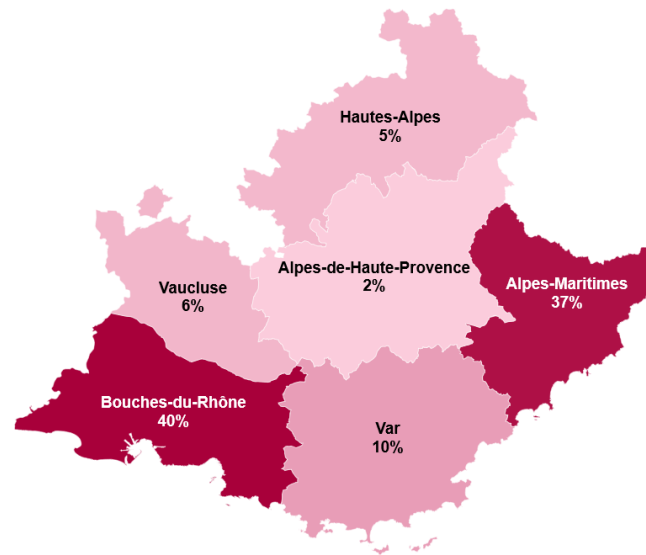 Hautes-Alpes
5%
Alpes-de-Haute-Provence
2%
Vaucluse
6%
Alpes-Maritimes
37%
Bouches-du-Rhône
40%
Var
10%